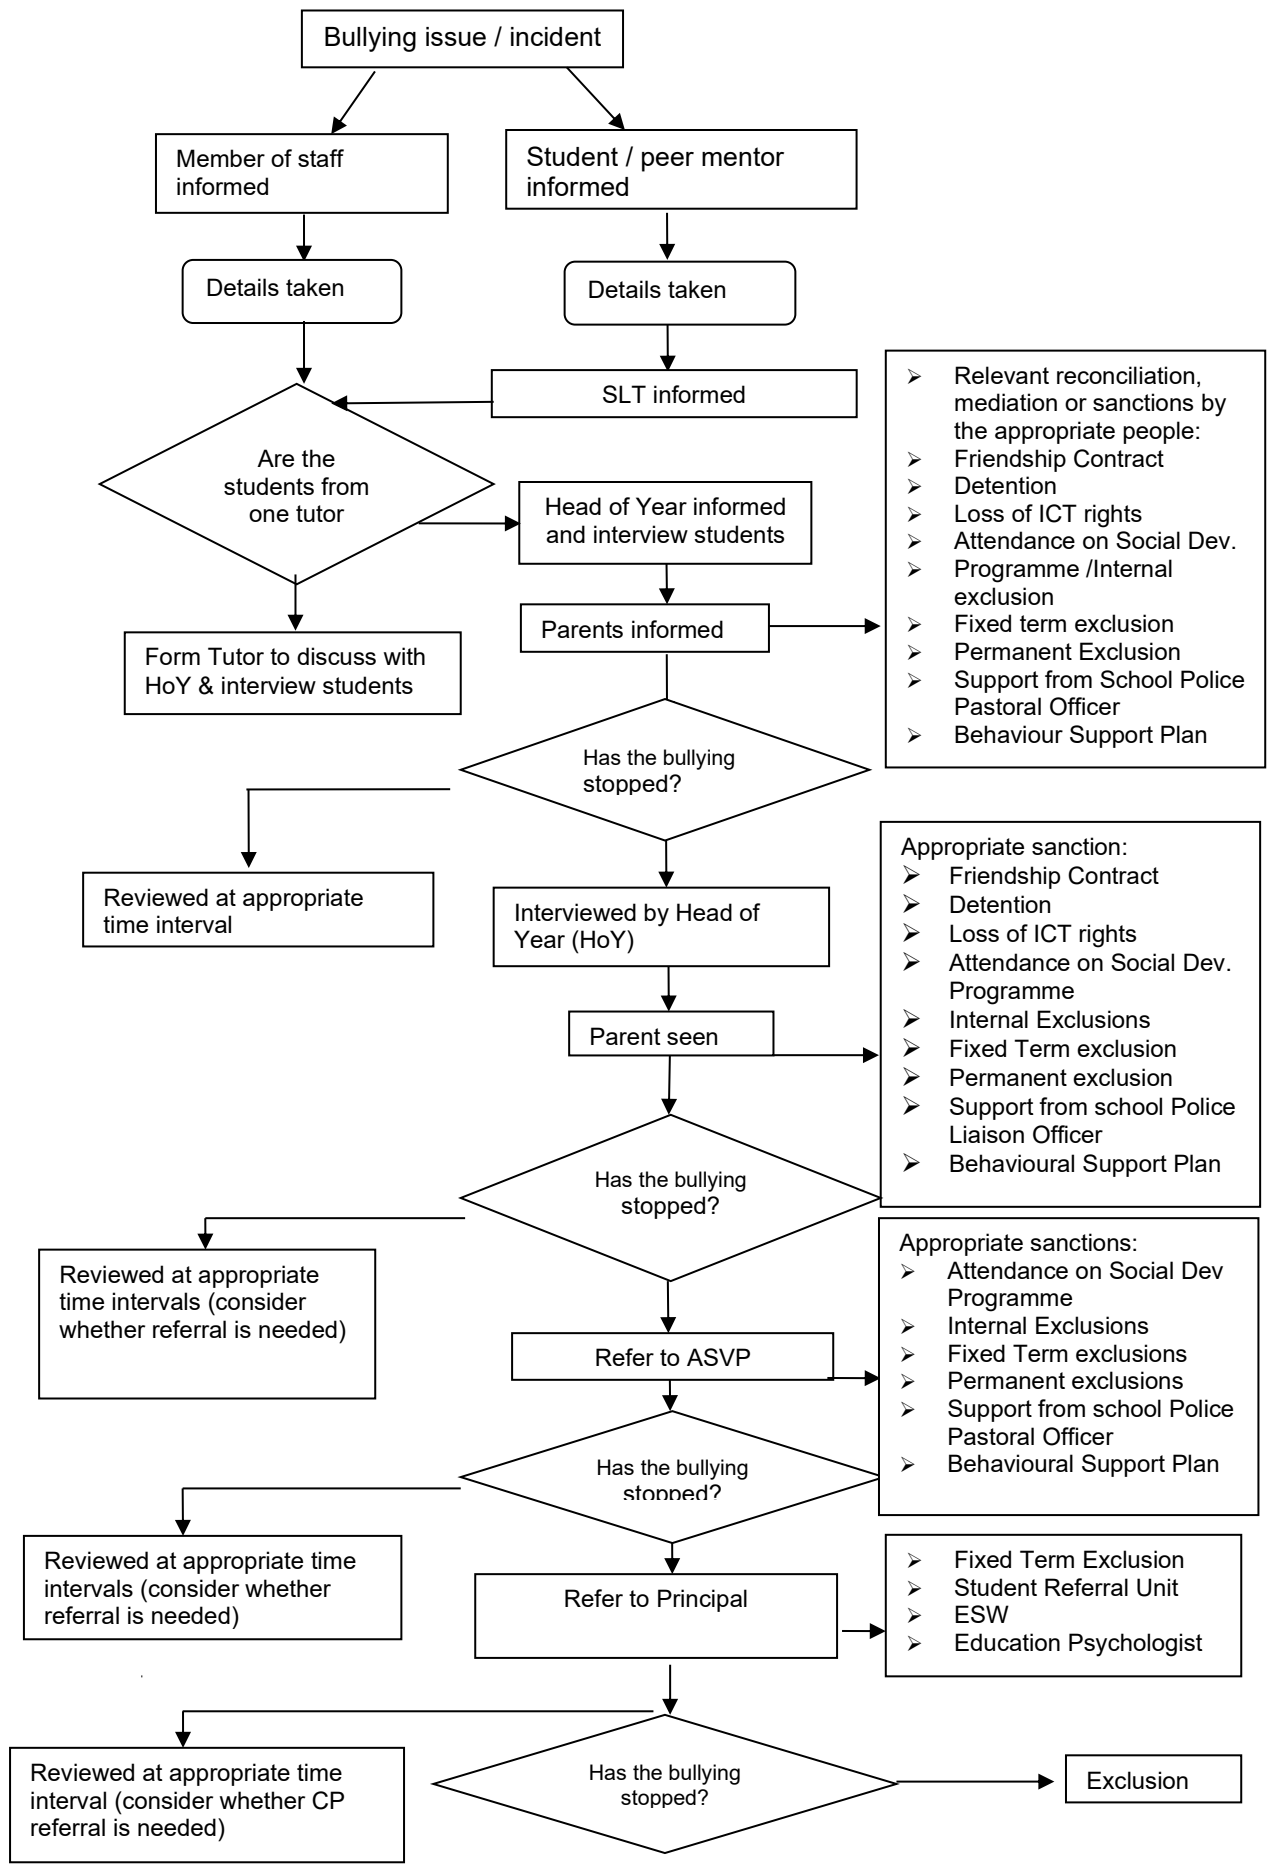 Bullying issue / incident
Member of staff
informed
Student / peer mentor
informed
Details taken
Details taken
SLT informed
Are the
students from
one tutor
Head of Year informed
and interview students
Parents informed
Form Tutor to discuss with
HoY & interview students
Relevant reconciliation,
mediation or sanctions by
the appropriate people:
Friendship Contract
Detention
Loss of ICT rights
Attendance on Social Dev.
Programme /Internal
exclusion
Fixed term exclusion
Permanent Exclusion
Support from School Police
Pastoral Officer
Behaviour Support Plan
Has the bullying
stopped?
Reviewed at appropriate
time interval
Interviewed by Head of
Year (HoY)
Parent seen
Appropriate sanction:
Friendship Contract
Detention
Loss of ICT rights
Attendance on Social Dev.
Programme
Internal Exclusions
Fixed Term exclusion
Permanent exclusion
Support from school Police
Liaison Officer
Behavioural Support Plan
Has the bullying
stopped?
Reviewed at appropriate
time intervals (consider
whether referral is needed)
Refer to ASVP
Appropriate sanctions:
Attendance on Social Dev
Programme
Internal Exclusions
Fixed Term exclusions
Permanent exclusions
Support from school Police
Pastoral Officer
Behavioural Support Plan
Has the bullying
stopped?
Reviewed at appropriate time
intervals (consider whether
referral is needed)
Refer to Principal
Fixed Term Exclusion
Student Referral Unit
ESW
Education Psychologist
Has the bullying
stopped?
Reviewed at appropriate time
interval (consider whether CP
referral is needed)
Exclusion